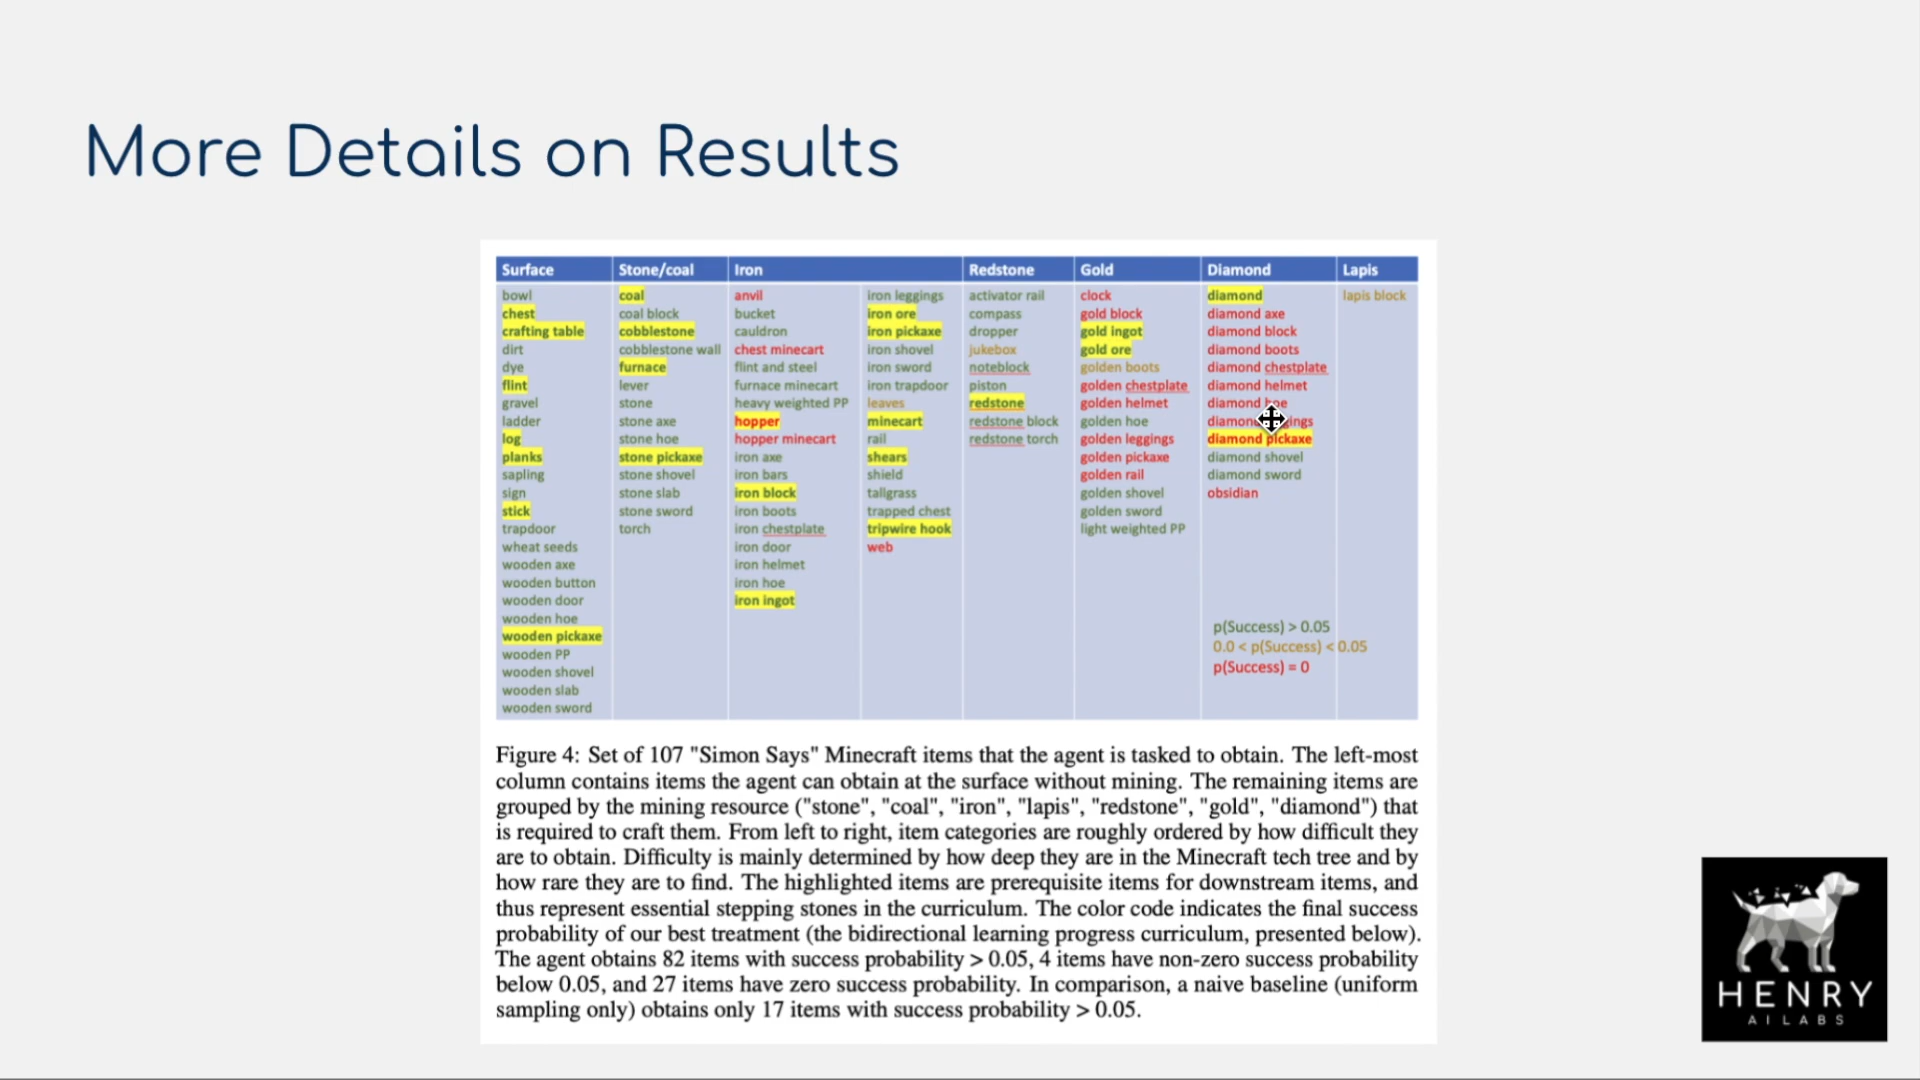 More Details on Results
Surface
bowl
chest
crafting table
dirt
dye
flint
gravel
ladder
log
planks
sapling
sign
stick
trapdoor
wheat seeds
wooden axe
wooden button
wooden door
wooden hoe
wooden pickaxe
wooden PP
wooden shovel
wooden slab
wooden sword
Stone/coal
coal
coal block
cobblestone
cobblestone wall
furnace
lever
stone
stone axe
stone hoe
stone pickaxe
stone shovel
stone slab
stone sword
torch
Iron
anvil
bucket
cauldron
chest minecart
flint and steel
furnace minecart
heavy weighted PP
hopper
hopper minecart
iron axe
iron bars
iron block
iron boots
iron chestplate
iron door
iron helmet
iron hoe
iron ingot
iron leggings
iron ore
iron pickaxe
iron shovel
iron sword
iron trapdoor
leaves
minecart
rail
shears
shield
tallgrass
trapped chest
tripwire hook
web
Redstone
activator rail
compass
dropper
jukebox
noteblock
piston
redstone
redstone block
redstone torch
Gold
clock
gold block
gold ingot
gold ore
golden boots
golden chestplate
golden helmet
golden hoe
golden leggings
golden pickaxe
golden rail
golden shovel
golden sword
light weighted PP
Diamond
diamond
diamond axe
diamond block
diamond boots
diamond chestplate
diamond helmet
diamond
diamond pickaxe
diamond shovel
diamond sword
obsidian
Lapis
lapis block
p(Success) > 0.05
0.0 < p(Success) < 0.05
p(Success) = 0
Figure 4: Set of 107 "Simon Says" Minecraft items that the agent is tasked to obtain. The left-most
column contains items the agent can obtain at the surface without mining. The remaining items are
grouped by the mining resource ("stone", "coal", "iron", "lapis", "redstone", "gold", "diamond") that
is required to craft them. From left to right, item categories are roughly ordered by how difficult they
are to obtain. Difficulty is mainly determined by how deep they are in the Minecraft tech tree and by
how rare they are to find. The highlighted items are prerequisite items for downstream items, and
thus represent essential stepping stones in the curriculum. The color code indicates the final success
probability of our best treatment (the bidirectional learning progress curriculum, presented below).
The agent obtains 82 items with success probability > 0.05, 4 items have non-zero success probability
below 0.05, and 27 items have zero success probability. In comparison, a naive baseline (uniform
sampling only) obtains only 17 items with success probability > 0.05.
HENRY
AI LABS